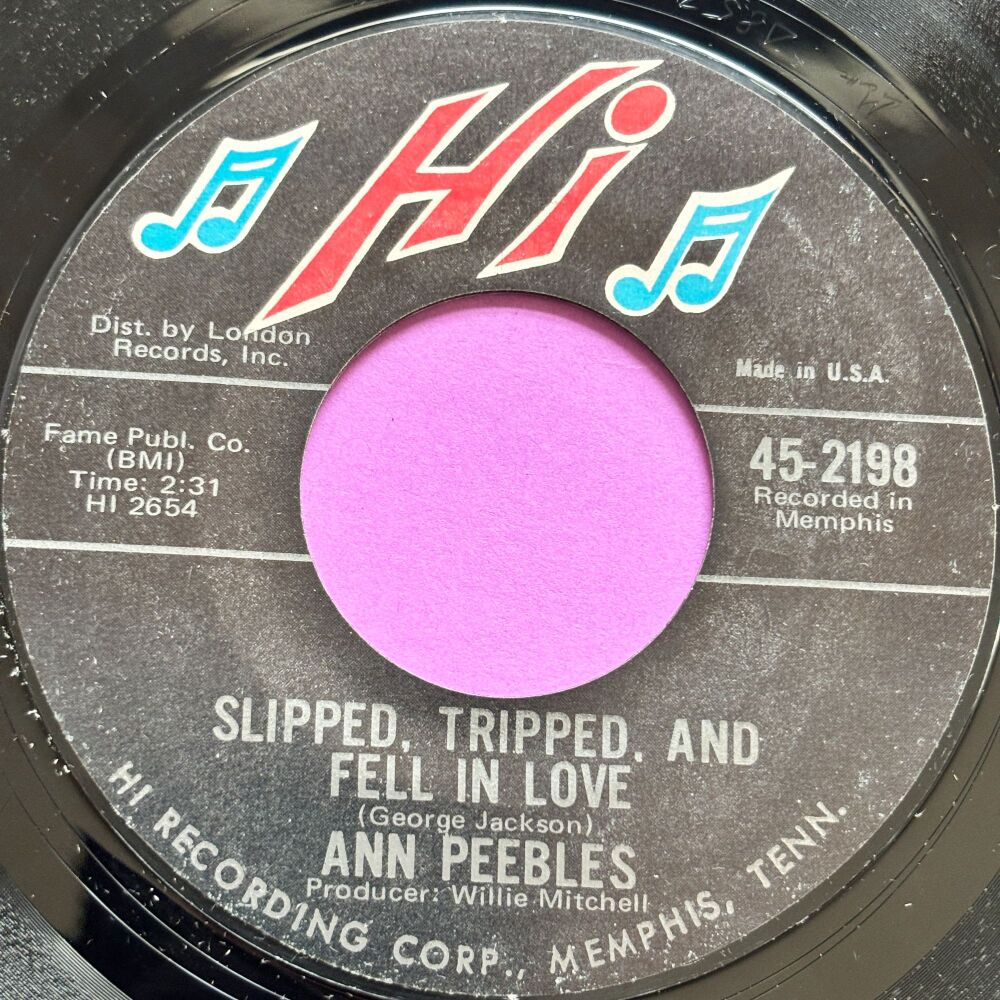 Hi
Dist. by London
Records, Inc.
Made in U.S.A.
Fame Publ. Co.
(BMI)
Time: 2:31
HI 2654
45-2198
Recorded in
Memphis
SLIPPED, TRIPPED, AND
FELL IN LOVE
(George Jackson)
ANN PEEBLES
Producer: Willie Mitchell
HI RECORDING CORP., MEMPHIS, TENN.